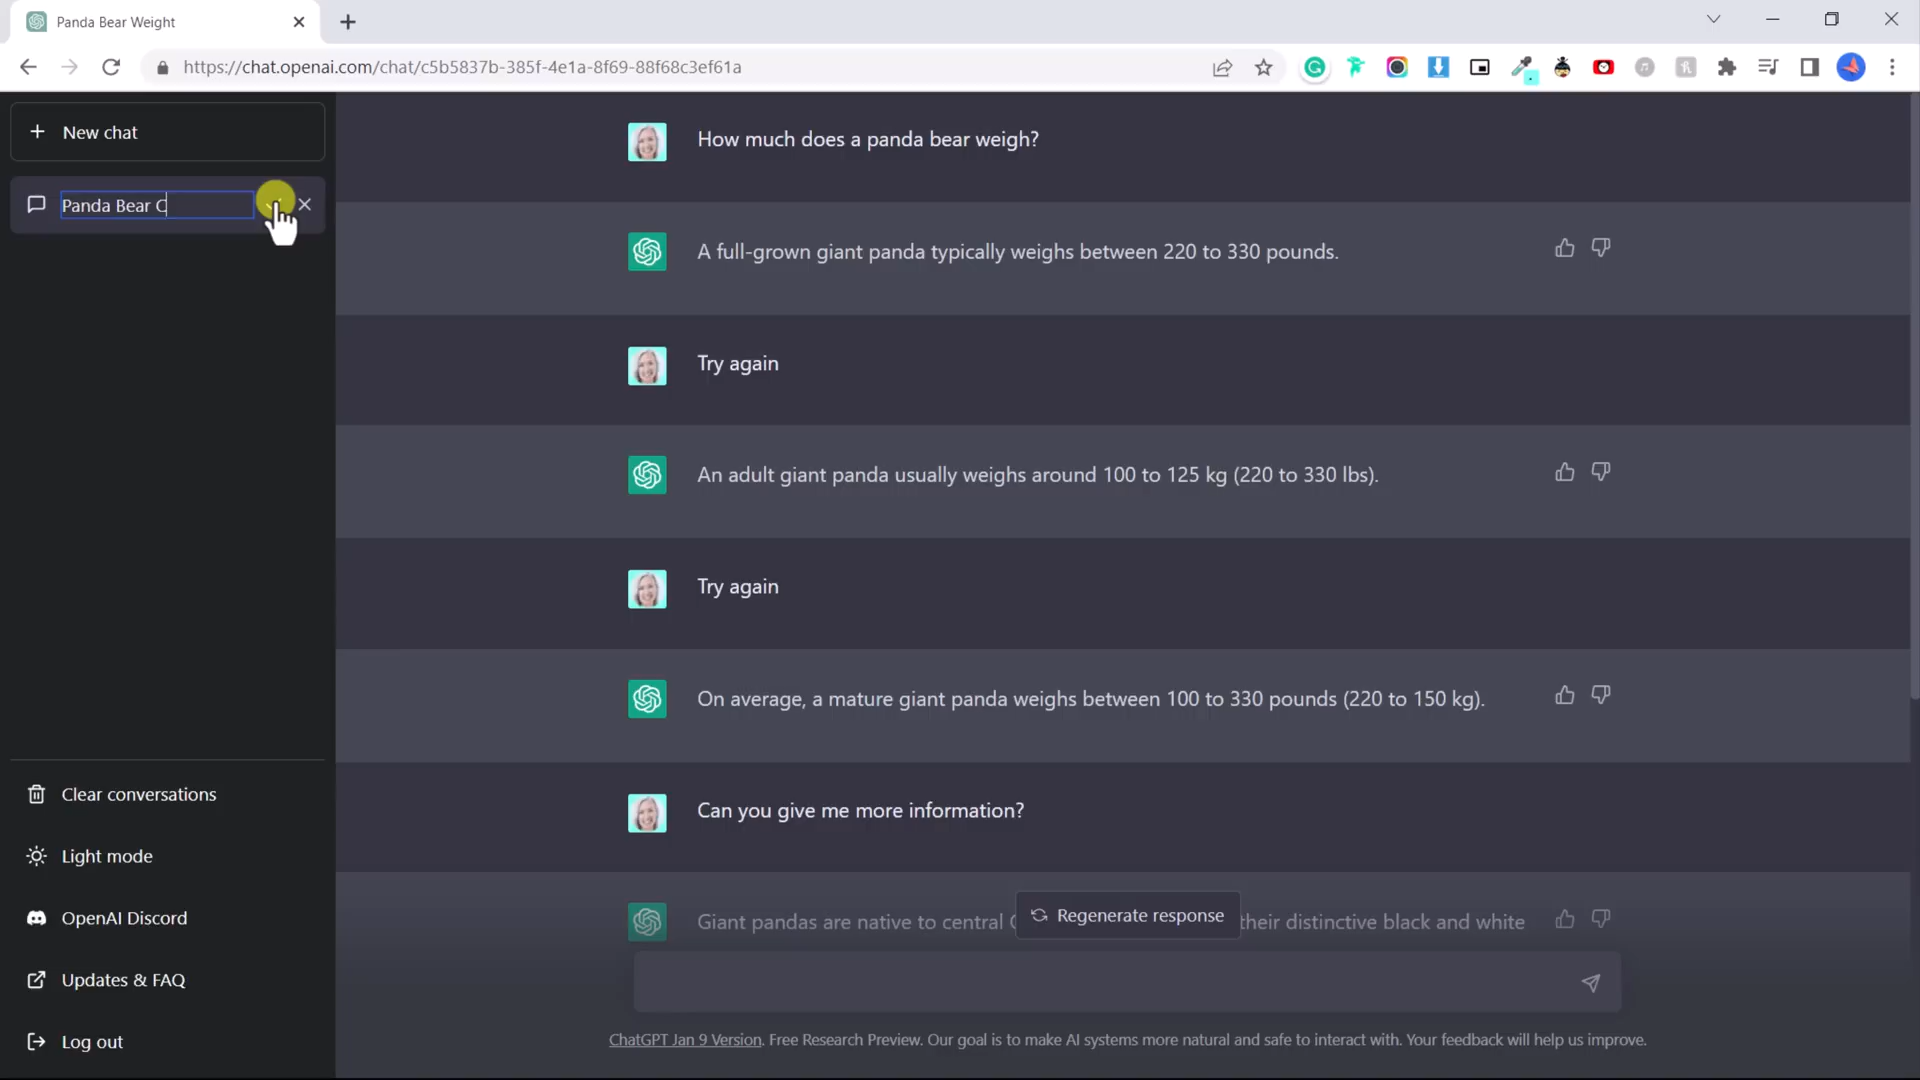 Panda Bear Weight
https://chat.openai.com/chat/c5b5837b-385f-4e1a-8f69-88f68c3ef61a
New chat
Panda Bear C
Clear conversations
Light mode
OpenAI Discord
Updates & FAQ
Log out
How much does a panda bear weigh?
A full-grown giant panda typically weighs between 220 to 330 pounds.
Try again
An adult giant panda usually weighs around 100 to 125 kg (220 to 330 lbs).
Try again
On average, a mature giant panda weighs between 100 to 330 pounds (220 to 150 kg).
Can you give me more information?
Giant pandas are native to central C
their distinctive black and white
Regenerate response
ChatGPT Jan 9 Version. Free Research Preview. Our goal is to make AI systems more natural and safe to interact with. Your feedback will help us improve.